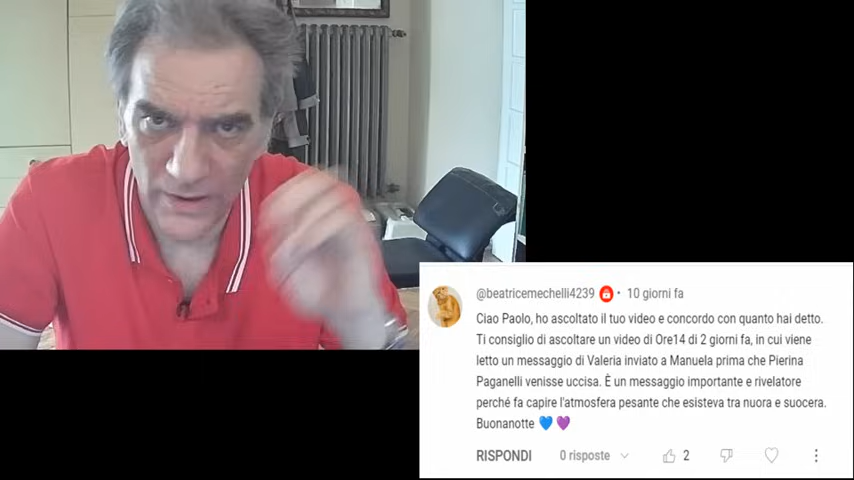 @beatricemechelli4239 · 10 giorni fa
Ciao Paolo, ho ascoltato il tuo video e concordo con quanto hai detto.
Ti consiglio di ascoltare un video di Ore14 di 2 giorni fa, in cui viene
letto un messaggio di Valeria inviato a Manuela prima che Pierina
Paganelli venisse uccisa. È un messaggio importante e rivelatore
perché fa capire l'atmosfera pesante che esisteva tra nuora e suocera.
Buonanotte 💙 💜
RISPONDI 0 risposte 2